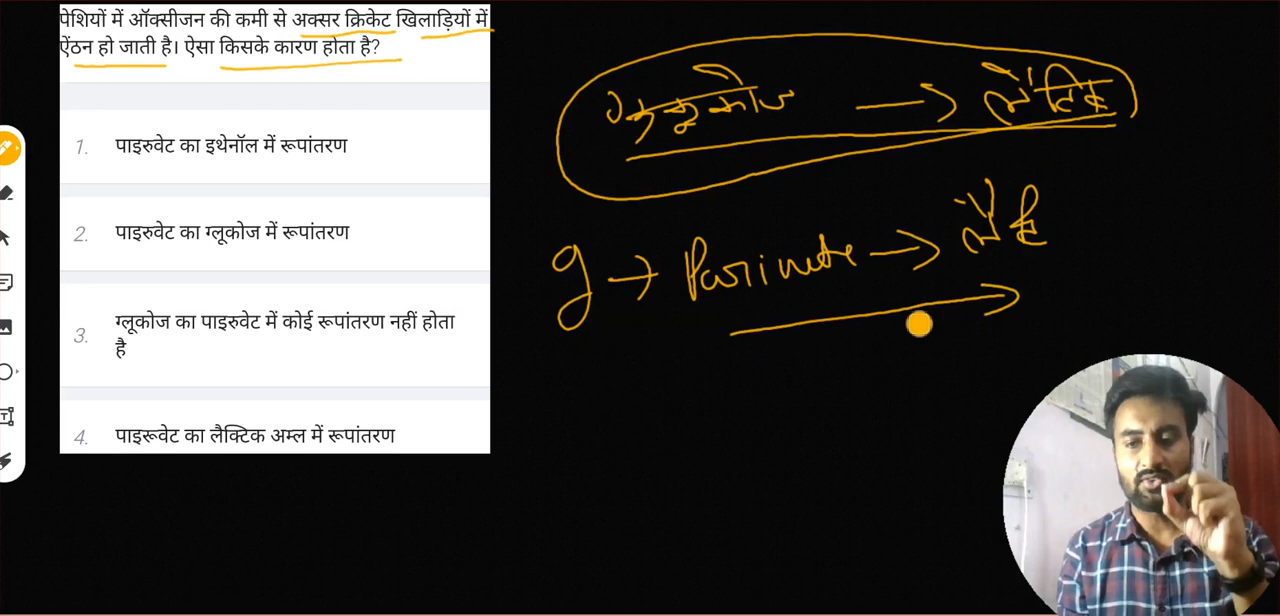 पेशियों में ऑक्सीजन की कमी से अक्सर क्रिकेट खिलाड़ियों में
ऐंठन हो जाती है। ऐसा किसके कारण होता है?
1. पाइरुवेट का इथेनॉल में रूपांतरण
2. पाइरुवेट का ग्लूकोज में रूपांतरण
3. ग्लूकोज का पाइरुवेट में कोई रूपांतरण नहीं होता
है
4. पाइरूवेट का लैक्टिक अम्ल में रूपांतरण
→
g → →